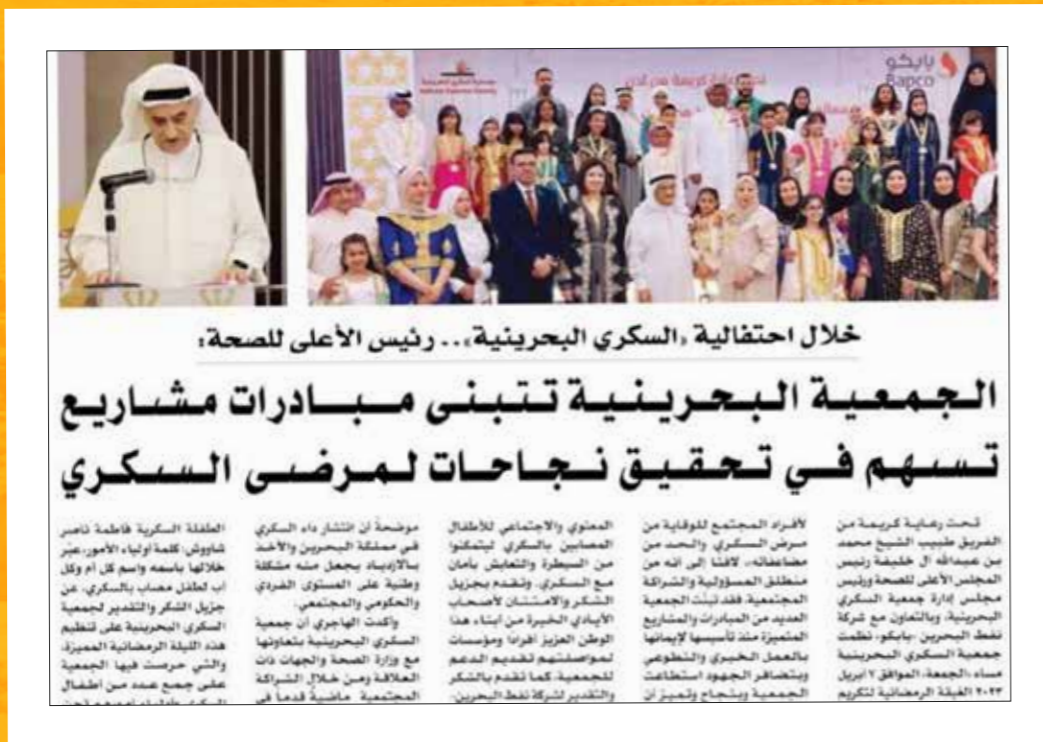 بابكو
Bapco
خلال احتفالية «السكري البحرينية».. رئيس الأعلى للصحة:
الجمعية البحرينية تتبنى مبادرات مشاريع
تسهم في تحقيق نجاحات لمرضى السكري
تحت رعاية كريمة من
الفريق طبيب الشيخ محمد
بن عبدالله آل خليفة رئيس
المجلس الأعلى للصحة ورئيس
مجلس إدارة جمعية السكري
البحرينية، وبالتعاون مع شركة
نفط البحرين «بابكو»، نظمت
جمعية السكري البحرينية
مساء الجمعة، الموافق ٧ أبريل
٢٠٢٣ الغبقة الرمضانية لتكريم
لأفراد المجتمع للوقاية من
مرض السكري والحد من
مضاعفاته»، لافتا إلى أنه من
منطلق المسؤولية والشراكة
المجتمعية فقد تبنّت الجمعية
العديد من المبادرات والمشاريع
المتميزة منذ تأسيسها لإيمانها
بالعمل الخيري والتطوعي
وبتضافر الجهود استطاعت
الجمعية وبنجاح وتميز أن
المعنوي والاجتماعي للأطفال
المصابين بالسكري ليتمكنوا
من السيطرة والتعايش بأمان
مع السكري. وتقدم بجزيل
الشكر والامتنان لأصحاب
الأيادي الخيرة من أبناء هذا
الوطن العزيز أفرادا ومؤسسات
لمواصلتهم تقديم الدعم
للجمعية، كما تقدم بالشكر
والتقدير لشركة نفط البحرين
موضحة أن انتشار داء السكري
في مملكة البحرين والأخذ
بالازدياد يجعل منه مشكلة
وطنية على المستوى الفردي
والحكومي والمجتمعي.
وأكدت الهاجري أن جمعية
السكري البحرينية بتعاونها
مع وزارة الصحة والجهات ذات
العلاقة ومن خلال الشراكة
المجتمعية ماضية قدما في
الطفلة السكرية فاطمة ناصر
شاووش، كلمة أولياء الأمور، عبّر
خلالها باسمه واسم كل أم وكل
أب لطفل مصاب بالسكري، عن
جزيل الشكر والتقدير لجمعية
السكري البحرينية على تنظيم
هذه الليلة الرمضانية المميزة،
والتي حرصت فيها الجمعية
على جمع عدد من أطفال